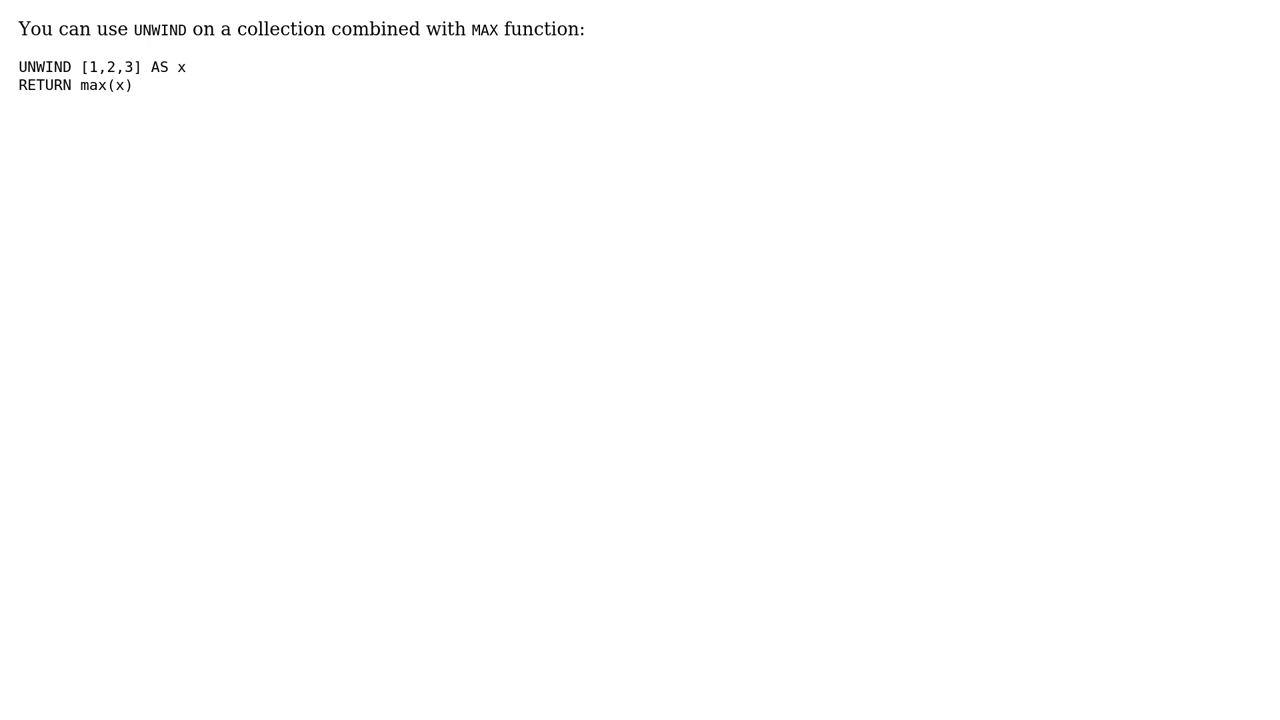 You can use UNWIND on a collection combined with MAX function:
UNWIND [1,2,3] AS x
RETURN max(x)